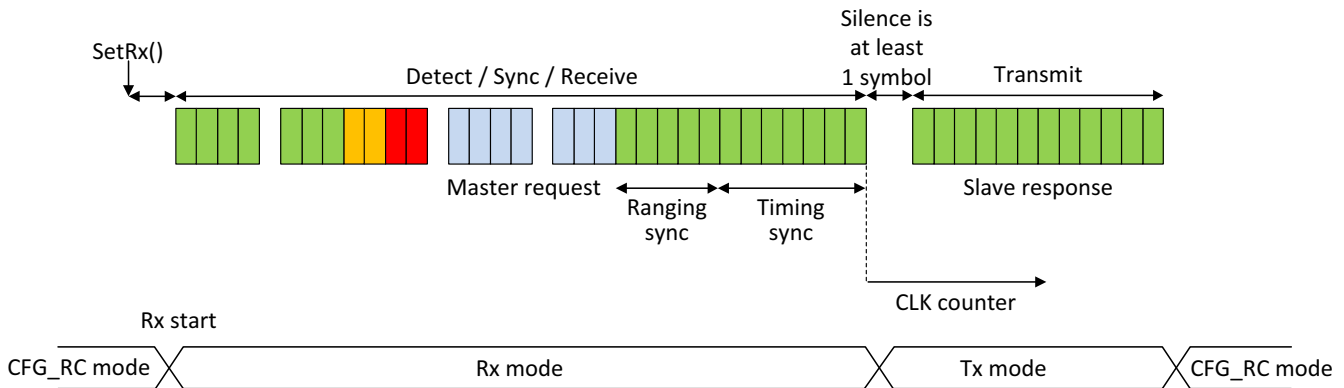 Silence is
at least
1 symbol
SetRx()
Detect / Sync / Receive
Transmit
Master request
Slave response
Ranging
sync
Timing
sync
CLK counter
Rx start
CFG_RC mode
Rx mode
Tx mode
CFG_RC mode